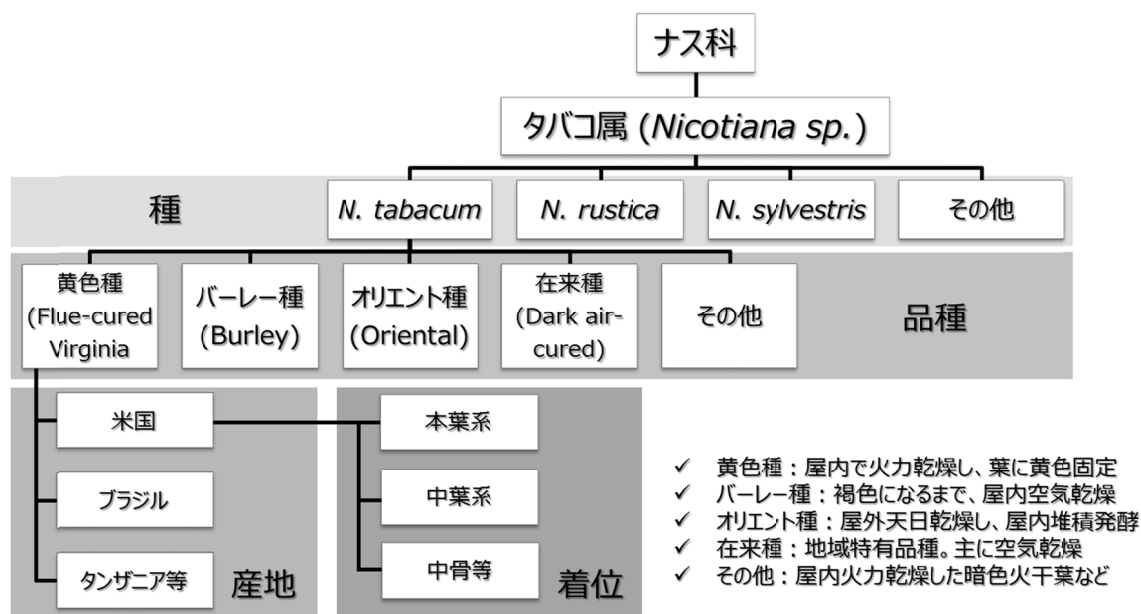 ナス科
タバコ属 (Nicotiana sp.)
種
N. tabacum
N. rustica
N. sylvestris
その他
黄色種
(Flue-cured
Virginia
バーレー種
(Burley)
オリエント種
(Oriental)
在来種
(Dark air-
cured)
その他
品種
米国
ブラジル
タンザニア等
産地
本葉系
中葉系
中骨等
着位
✓ 黄色種：屋内で火力乾燥し、葉に黄色固定
✓ バーレー種：褐色になるまで、屋内空気乾燥
✓ オリエント種：屋外天日乾燥し、屋内堆積発酵
✓ 在来種：地域特有品種。主に空気乾燥
✓ その他：屋内火力乾燥した暗色火干葉など